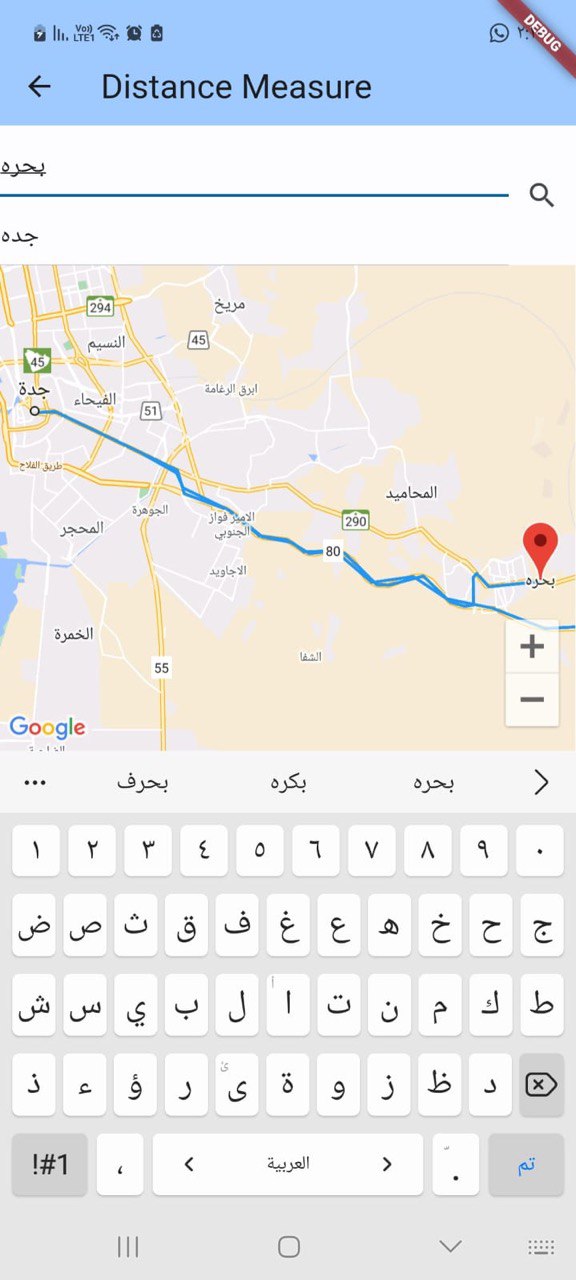 Vo))
LTE1
DEBUG
Distance Measure
بحره
جده
294
مريخ
45
النسيم
45
جدة
الفيحاء
ابرق الرغامة
51
طريق الفلاح
المحاميد
الجوهرة
الامير فواز
الجنوبي
290
المحجر
80
بحره
الاجاويد
الخمرة
الشفا
55
+
−
Google
بحرف
بكره
بحره
١ ٢ ٣ ٤ ٥ ٦ ٧ ٨ ٩ ٠
ض ص ث ق ف غ ع ه خ ح ج
ش س ي ب ل ا ت ن م ك ط
ذ ء ؤ ر ى ة و ز ظ د
!#1 ، العربية . تم